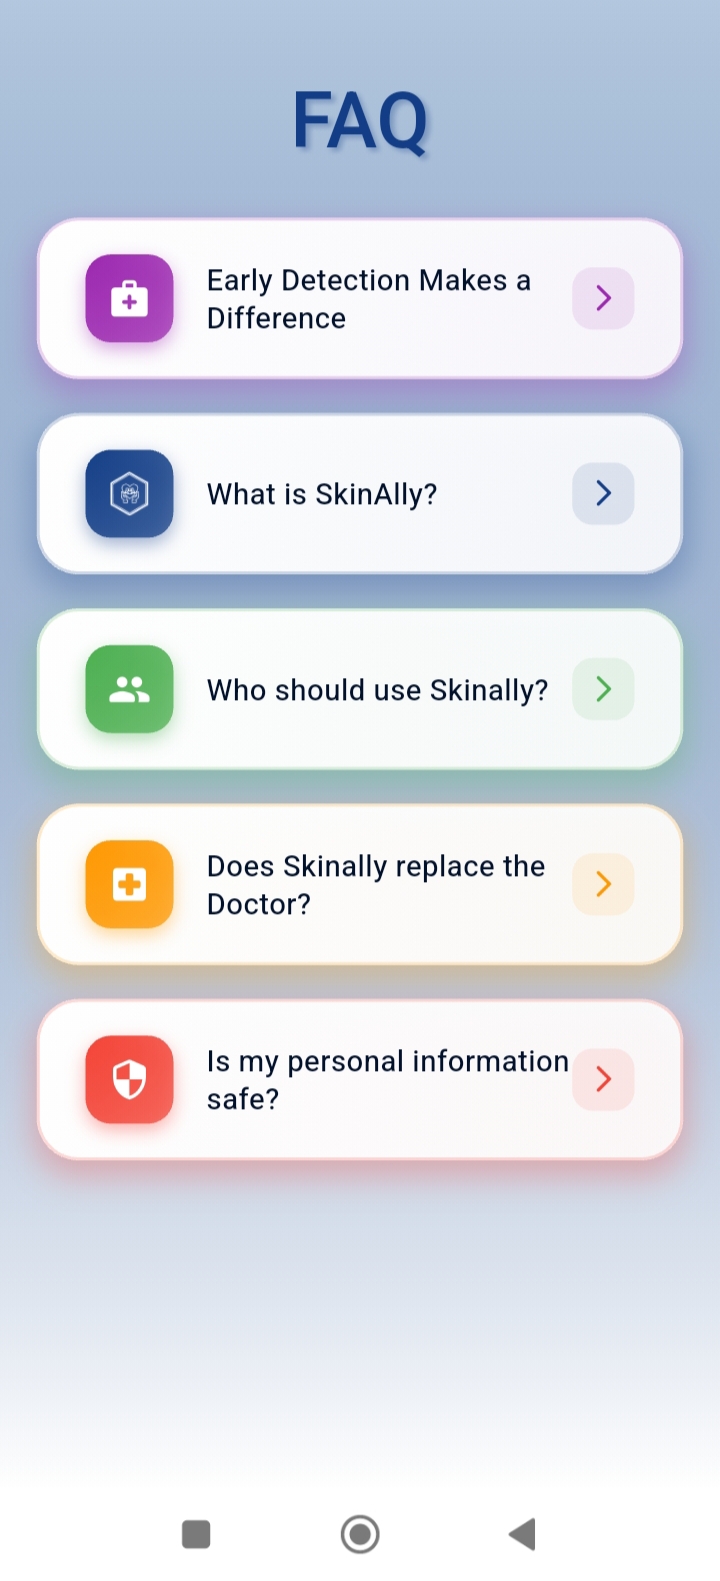 FAQ
Early Detection Makes a
Difference
What is SkinAlly?
Who should use Skinally?
Does Skinally replace the
Doctor?
Is my personal information
safe?